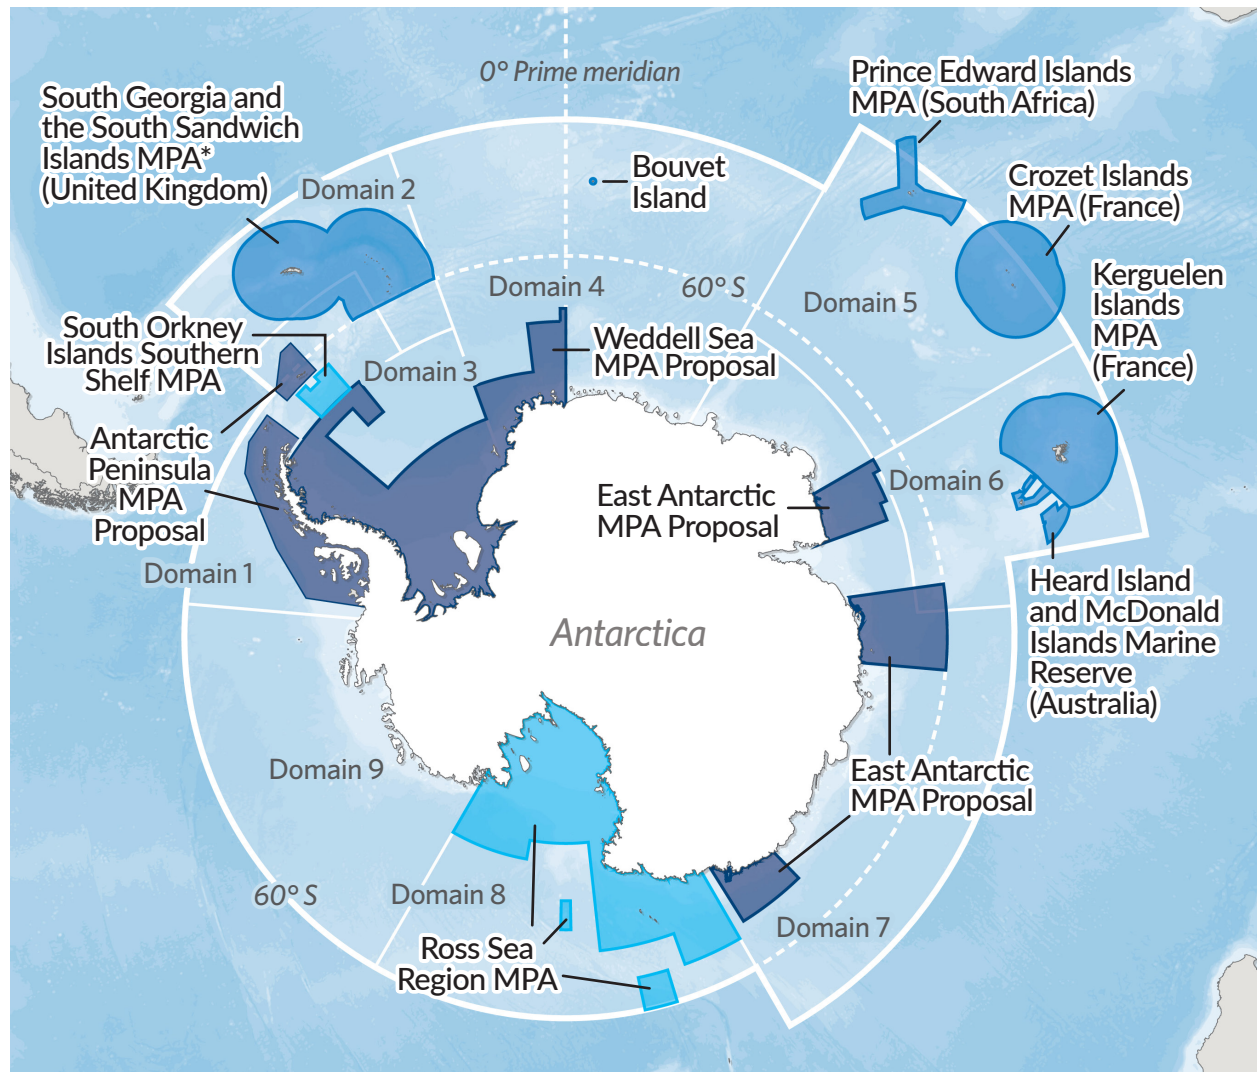 0° Prime meridian
South Georgia and
the South Sandwich
Islands MPA*
(United Kingdom)
Domain 2
Bouvet
Island
Prince Edward Islands
MPA (South Africa)
Crozet Islands
MPA (France)
Kerguelen
Islands
MPA
(France)
Domain 4
60° S
Domain 5
South Orkney
Islands Southern
Shelf MPA
Domain 3
Weddell Sea
MPA Proposal
Antarctic
Peninsula
MPA
Proposal
East Antarctic
MPA Proposal
Domain 6
Domain 1
Antarctica
Heard Island
and McDonald
Islands Marine
Reserve
(Australia)
Domain 9
East Antarctic
MPA Proposal
60° S
Domain 8
Domain 7
Ross Sea
Region MPA